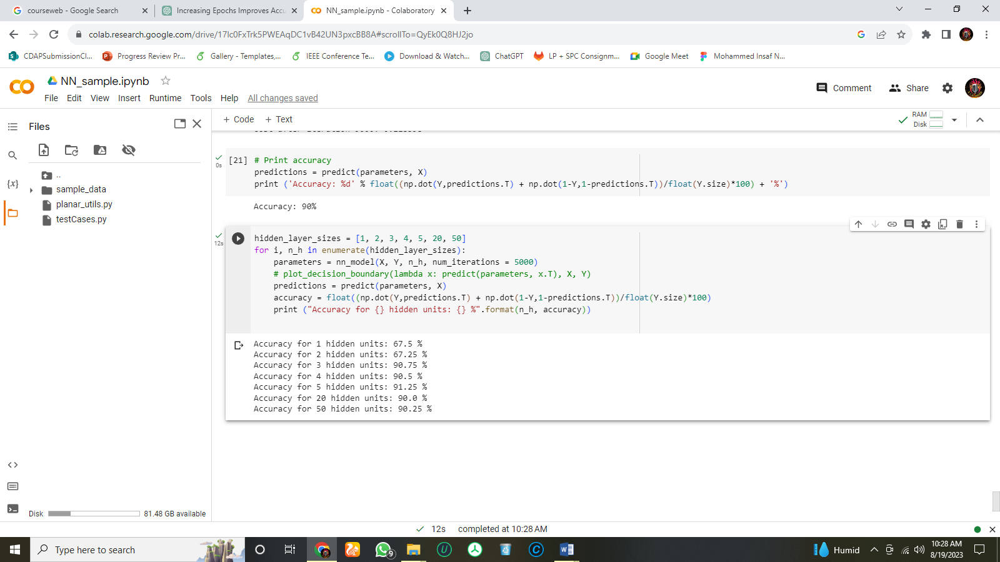 courseweb - Google Search
Increasing Epochs Improves Accu
NN_sample.ipynb - Colaboratory
colab.research.google.com/drive/17Ic0FxTrk5PWEAqDC1vB42UN3pxcBB8A#scrollTo=QyEk0Q8HJ2jo
CDAPSubmissionCl...
Progress Review Pr...
Gallery - Templates,...
IEEE Conference Te...
Download & Watch...
ChatGPT
LP + SPC Consignm...
Google Meet
Mohammed Insaf N...
NN_sample.ipynb
File Edit View Insert Runtime Tools Help All changes saved
Comment
Share
Files
+ Code + Text
RAM
Disk
..
sample_data
planar_utils.py
testCases.py
0s
[21] # Print accuracy
predictions = predict(parameters, X)
print ('Accuracy: %d' % float((np.dot(Y,predictions.T) + np.dot(1-Y,1-predictions.T))/float(Y.size)*100) + '%')
Accuracy: 90%
12s
hidden_layer_sizes = [1, 2, 3, 4, 5, 20, 50]
for i, n_h in enumerate(hidden_layer_sizes):
parameters = nn_model(X, Y, n_h, num_iterations = 5000)
# plot_decision_boundary(lambda x: predict(parameters, x.T), X, Y)
predictions = predict(parameters, X)
accuracy = float((np.dot(Y,predictions.T) + np.dot(1-Y,1-predictions.T))/float(Y.size)*100)
print ("Accuracy for {} hidden units: {} %".format(n_h, accuracy))
Accuracy for 1 hidden units: 67.5 %
Accuracy for 2 hidden units: 67.25 %
Accuracy for 3 hidden units: 90.75 %
Accuracy for 4 hidden units: 90.5 %
Accuracy for 5 hidden units: 91.25 %
Accuracy for 20 hidden units: 90.0 %
Accuracy for 50 hidden units: 90.25 %
Disk
81.48 GB available
12s completed at 10:28 AM
Type here to search
9
Humid
10:28 AM
8/19/2023